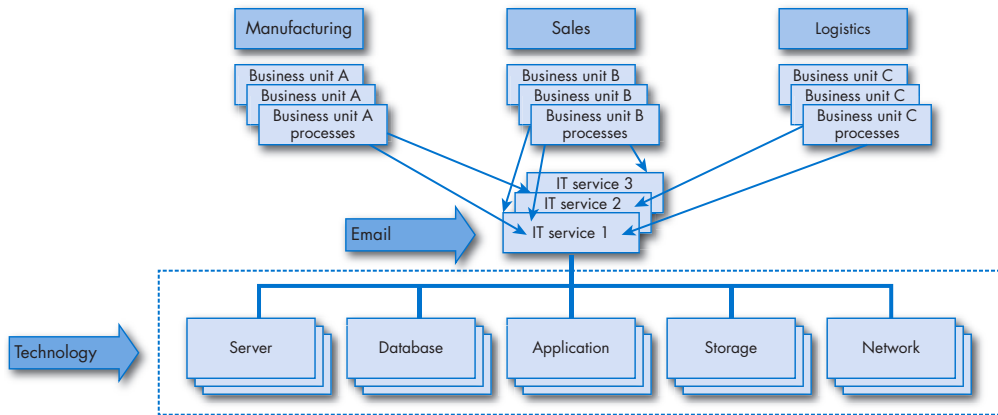 Manufacturing
Sales
Logistics
Business unit A
Business unit A
Business unit A
processes
Business unit B
Business unit B
Business unit B
processes
Business unit C
Business unit C
Business unit C
processes
IT service 3
IT service 2
IT service 1
Email
Technology
Server
Database
Application
Storage
Network